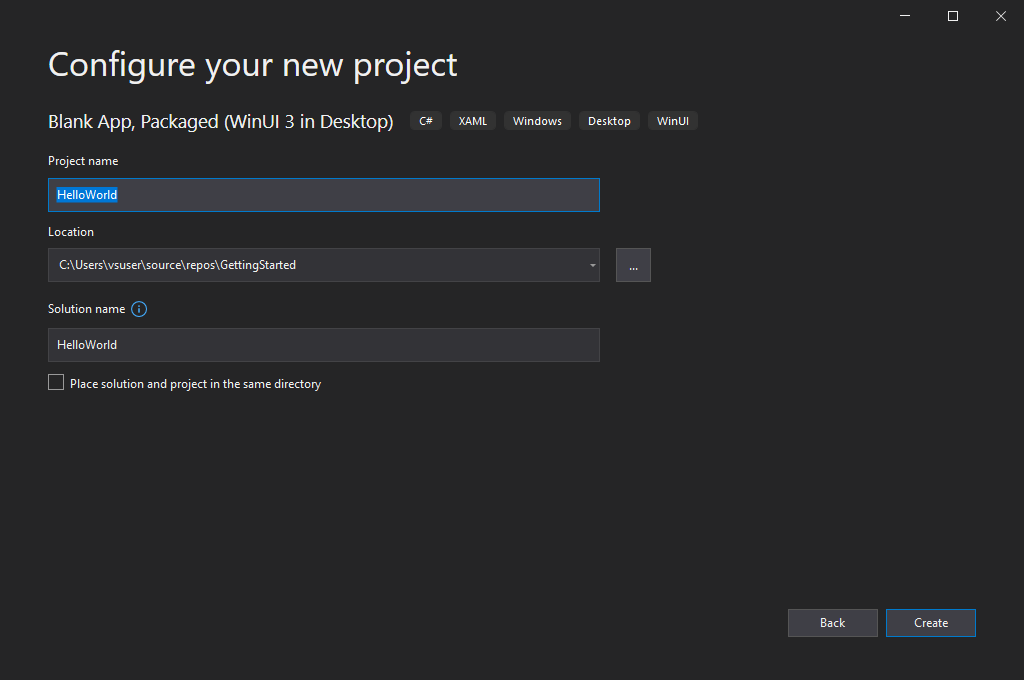 Configure your new project
Blank App, Packaged (WinUI 3 in Desktop) C# XAML Windows Desktop WinUI
Project name
HelloWorld
Location
C:\Users\vsuser\source\repos\GettingStarted ...
Solution name
HelloWorld
Place solution and project in the same directory
Back Create